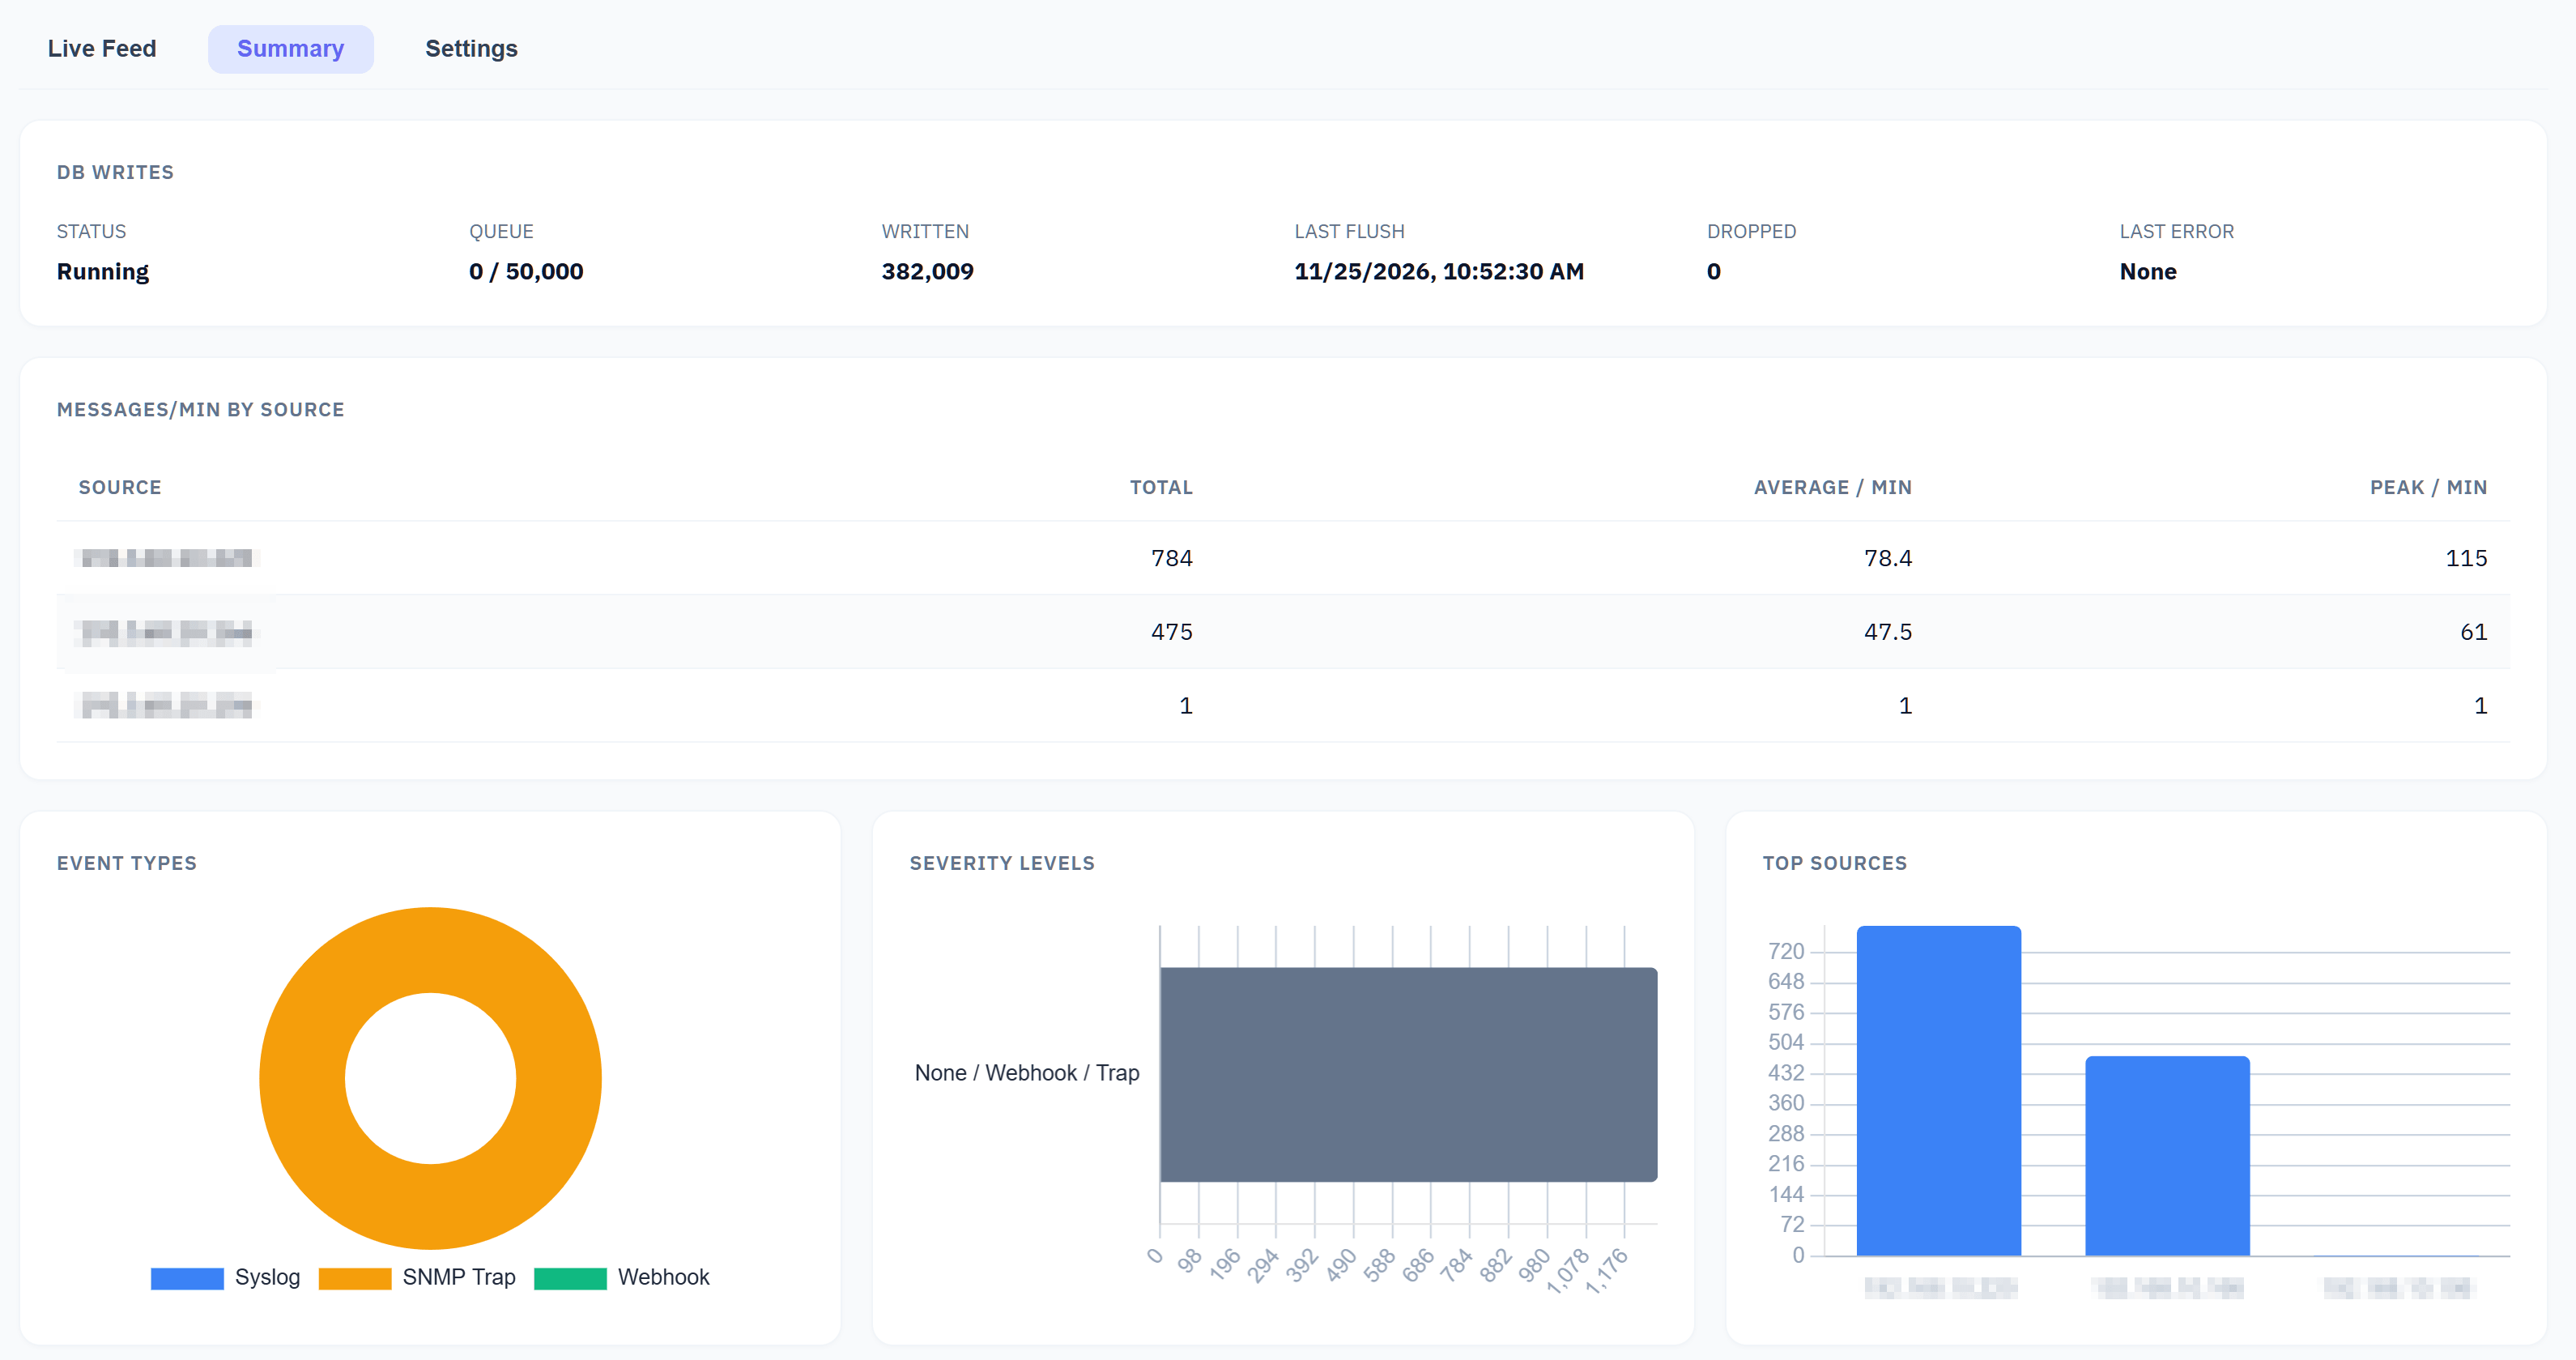 Live Feed Summary Settings
DB WRITES
STATUS QUEUE WRITTEN LAST FLUSH DROPPED LAST ERROR
Running 0 / 50,000 382,009 11/25/2026, 10:52:30 AM 0 None
MESSAGES/MIN BY SOURCE
SOURCE TOTAL AVERAGE / MIN PEAK / MIN
784 78.4 115
475 47.5 61
1 1 1
EVENT TYPES
Syslog SNMP Trap Webhook
SEVERITY LEVELS
None / Webhook / Trap
0 98 196 294 392 490 588 686 784 882 980 1,078 1,176
TOP SOURCES
720
648
576
504
432
360
288
216
144
72
0